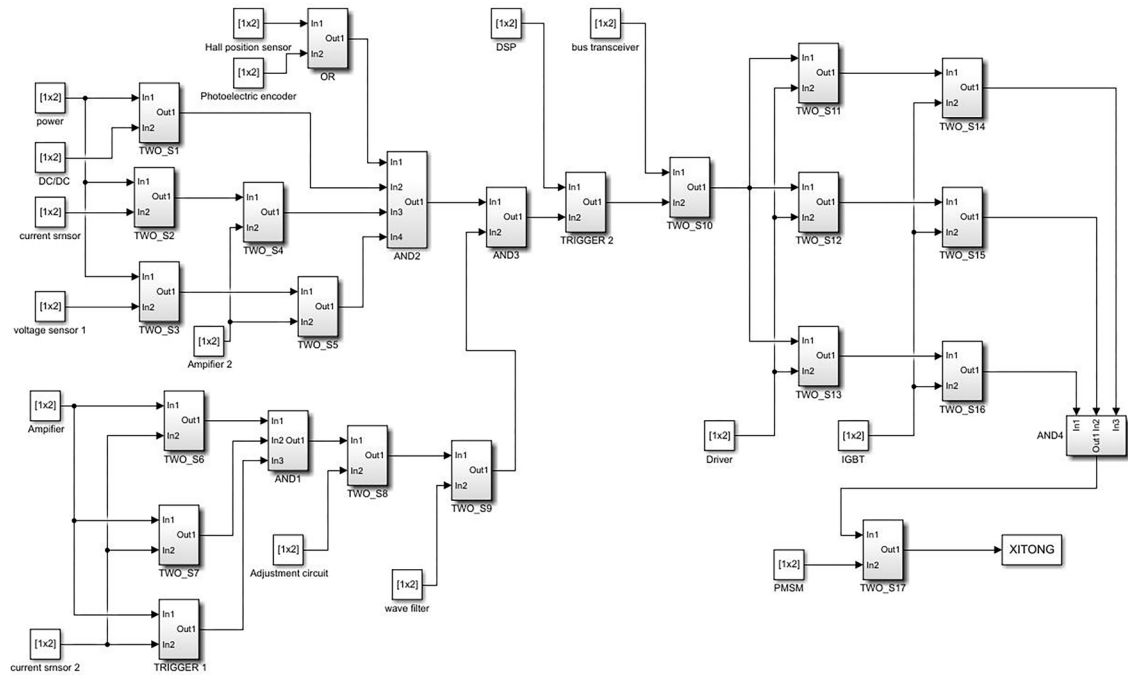 [1x2]
Hall position sensor
[1x2]
Photoelectric encoder
In1
In2
Out1
OR
[1x2]
power
[1x2]
DC/DC
In1
In2
Out1
TWO_S1
[1x2]
current srnsor
In1
In2
Out1
TWO_S2
In1
In2
Out1
TWO_S4
[1x2]
voltage sensor 1
In1
In2
Out1
TWO_S3
[1x2]
Ampifier 2
In1
In2
Out1
TWO_S5
In1
In2
In3
In4
Out1
AND2
In1
In2
Out1
AND3
[1x2]
DSP
In1
In2
Out1
TRIGGER 2
[1x2]
bus transceiver
In1
In2
Out1
TWO_S10
In1
In2
Out1
TWO_S11
In1
In2
Out1
TWO_S14
In1
In2
Out1
TWO_S12
In1
In2
Out1
TWO_S15
In1
In2
Out1
TWO_S13
In1
In2
Out1
TWO_S16
[1x2]
Ampifier
In1
In2
Out1
TWO_S6
In1
In2
In3
Out1
AND1
In1
In2
Out1
TWO_S8
In1
In2
Out1
TWO_S9
In1
In2
Out1
TWO_S7
[1x2]
Adjustment circuit
[1x2]
wave filter
[1x2]
current srnsor 2
In1
In2
Out1
TRIGGER 1
[1x2]
Driver
[1x2]
IGBT
AND4
In1
Out1 In2
In3
[1x2]
PMSM
In1
In2
Out1
TWO_S17
XITONG